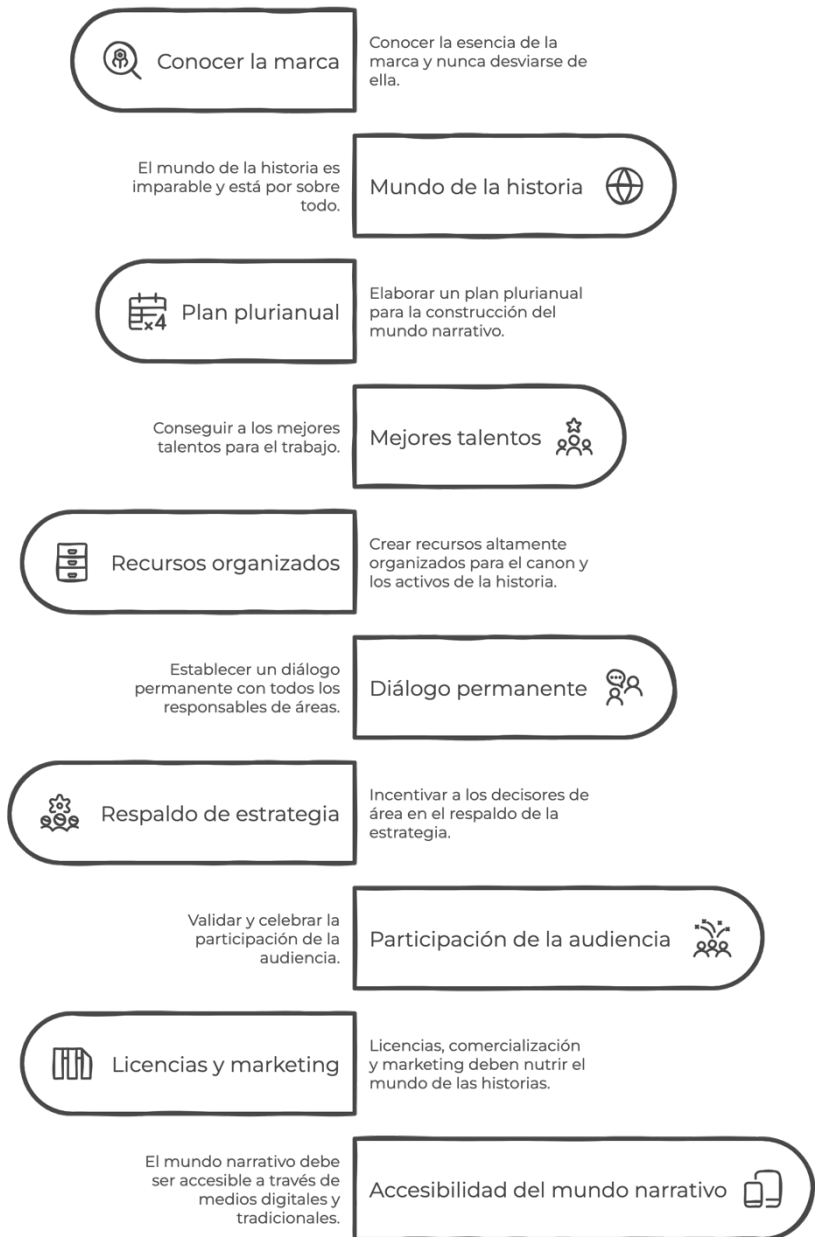 Conocer la marca
Conocer la esencia de la
marca y nunca desviarse de
ella.
El mundo de la historia es
imparable y está por sobre
todo.
Mundo de la historia
x4
Plan plurianual
Elaborar un plan plurianual
para la construcción del
mundo narrativo.
Conseguir a los mejores
talentos para el trabajo.
Mejores talentos
Recursos organizados
Crear recursos altamente
organizados para el canon y
los activos de la historia.
Establecer un diálogo
permanente con todos los
responsables de áreas.
Diálogo permanente
Respaldo de estrategia
Incentivar a los decisores de
área en el respaldo de la
estrategia.
Validar y celebrar la
participación de la
audiencia.
Participación de la audiencia
Licencias y marketing
Licencias, comercialización
y marketing deben nutrir el
mundo de las historias.
El mundo narrativo debe
ser accesible a través de
medios digitales y
tradicionales.
Accesibilidad del mundo narrativo